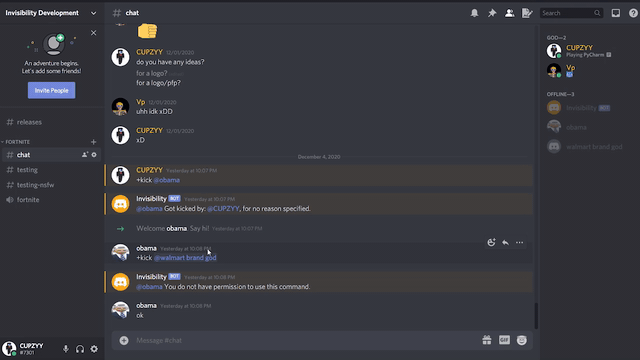 Invisibility Development
An adventure begins.
Let's add some friends!
Invite People
releases
FORTNITE
chat
testing
testing-nsfw
fortnite
CUPZYY
#7301
chat
Search
CUPZYY 12/01/2020
do you have any ideas?
for a logo?
for a logo/pfp?
Vp 12/01/2020
uhh idk xDD
CUPZYY 12/01/2020
xD
December 4, 2020
CUPZYY Yesterday at 10:07 PM
+kick @obama
Invisibility BOT Yesterday at 10:07 PM
@obama Got kicked by: @CUPZYY, for no reason specified.
Welcome obama. Say hi! Yesterday at 10:07 PM
obama Yesterday at 10:08 PM
+kick @walmart brand god
Invisibility BOT Yesterday at 10:08 PM
@obama You do not have permission to use this command.
obama Yesterday at 10:08 PM
ok
Message #chat
GIF
GOD—2
CUPZYY
Playing PyCharm
Vp
OFFLINE—3
Invisibility BOT
obama
walmart brand god